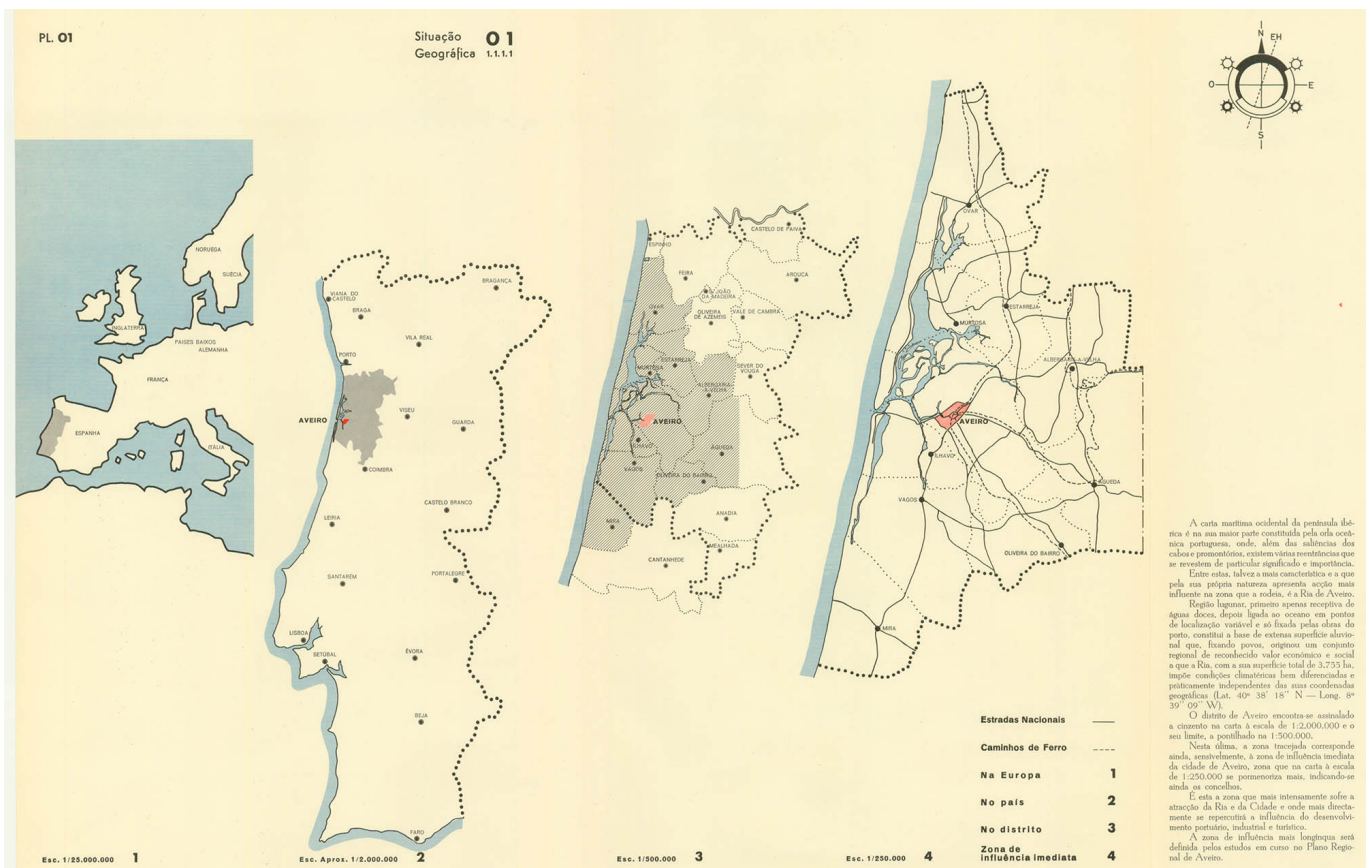 PL. 01
Situação 01
Geográfica 1.1.1.1
N
EH
O
E
S
NORUEGA
SUÉCIA
INGLATERRA
PAISES BAIXOS
ALEMANHA
FRANÇA
ESPANHA
ITÁLIA
Esc. 1/25.000.000 1
VIANA DO
CASTELO
BRAGANÇA
BRAGA
VILA REAL
PORTO
AVEIRO
VISEU
GUARDA
COIMBRA
CASTELO BRANCO
LEIRIA
SANTARÉM
PORTALEGRE
LISBOA
SETÚBAL
ÉVORA
BEJA
FARO
Esc. Aprox. 1/2.000.000 2
CASTELO DE PAIVA
ESPINHO
FEIRA
AROUCA
S. JOÃO
DA MADEIRA
OVAR
OLIVEIRA
DE AZEMEIS
VALE DE CAMBRA
ESTARREJA
MURTOSA
SEVER DO
VOUGA
ALBERGARIA-
A-VELHA
AVEIRO
ILHAVO
ÁGUEDA
VAGOS
OLIVEIRA DO BAIRRO
ANADIA
MIRA
MEALHADA
CANTANHEDE
Esc. 1/500.000 3
OVAR
ESTARREJA
MURTOSA
ALBERGARIA-A-VELHA
AVEIRO
ILHAVO
ÁGUEDA
VAGOS
OLIVEIRA DO BAIRRO
MIRA
Esc. 1/250.000 4
Estradas Nacionais
Caminhos de Ferro
Na Europa 1
No país 2
No distrito 3
Zona de
influência imediata 4
A carta marítima ocidental da península ibé-
rica é na sua maior parte constituída pela orla oceâ-
nica portuguesa, onde, além das saliências dos
cabos e promontórios, existem várias reentrâncias que
se revestem de particular significado e importância.
Entre estas, talvez a mais característica e a que
pela sua própria natureza apresenta acção mais
influente na zona que a rodeia, é a Ria de Aveiro.
Região lugunar, primeiro apenas receptiva de
águas doces, depois ligada ao oceano em pontos
de localização variável e só fixada pelas obras do
porto, constitui a base de extensa superfície aluvio-
nal que, fixando povos, originou um conjunto
regional de reconhecido valor económico e social
a que a Ria, com a sua superfície total de 3.755 ha,
impõe condições climatéricas bem diferenciadas e
pràticamente independentes das suas coordenadas
geográficas (Lat. 40º 38' 18'' N — Long. 8º
39'' 09'' W).
O distrito de Aveiro encontra-se assinalado
a cinzento na carta à escala de 1:2.000.000 e o
seu limite, a pontilhado na 1:500.000.
Nesta úlima, a zona tracejada corresponde
ainda, sensìvelmente, à zona de influência imediata
da cidade de Aveiro, zona que na carta à escala
de 1:250.000 se pormenoriza mais, indicando-se
ainda os concelhos.
É esta a zona que mais intensamente sofre a
atracção da Ria e da Cidade e onde mais directa-
mente se repercutirá a influência do desenvolvi-
mento portuário, industrial e turístico.
A zona de influência mais longínqua será
definida pelos estudos em curso no Plano Regio-
nal de Aveiro.